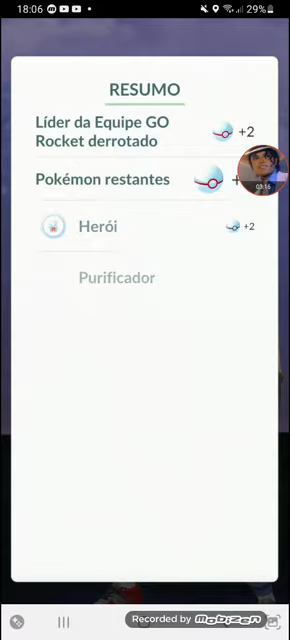 18:06 29%
RESUMO
Líder da Equipe GO
Rocket derrotado +2
Pokémon restantes +
03:16
Herói +2
Purificador
Recorded by MOBIZEN